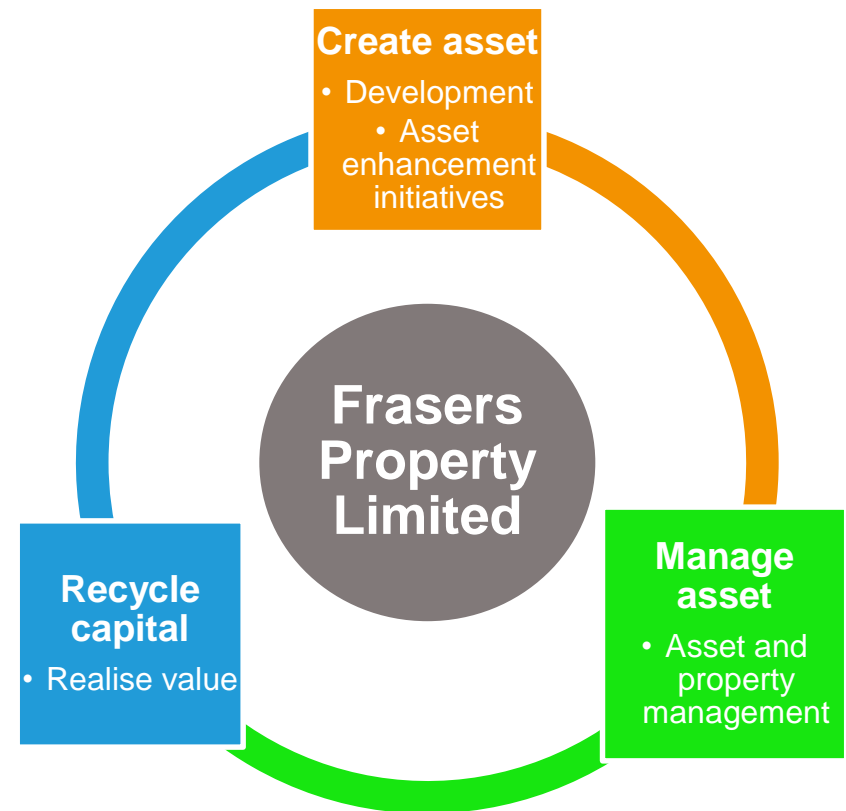 Create asset
• Development
• Asset
enhancement
initiatives
Frasers
Property
Limited
Manage
asset
• Asset and
property
management
Recycle
capital
• Realise value